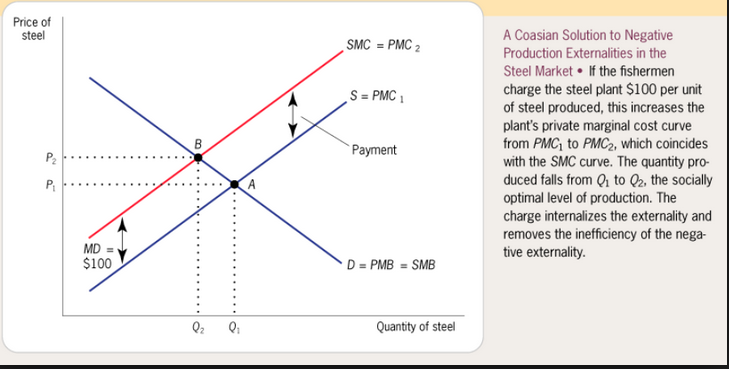 Price of
steel
SMC = PMC 2
S = PMC 1
B
Payment
P2
P1
A
MD =
$100
D = PMB = SMB
Q2 Q1
Quantity of steel
A Coasian Solution to Negative
Production Externalities in the
Steel Market • If the fishermen
charge the steel plant $100 per unit
of steel produced, this increases the
plant's private marginal cost curve
from PMC1 to PMC2, which coincides
with the SMC curve. The quantity pro-
duced falls from Q1 to Q2, the socially
optimal level of production. The
charge internalizes the externality and
removes the inefficiency of the nega-
tive externality.